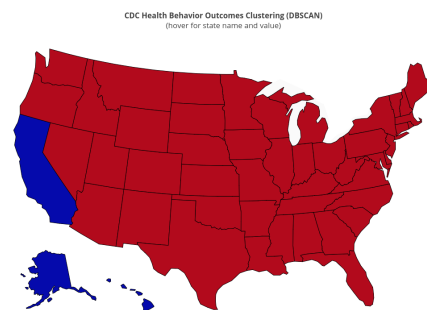 CDC Health Behavior Outcomes Clustering (DBSCAN)
(hover for state name and value)